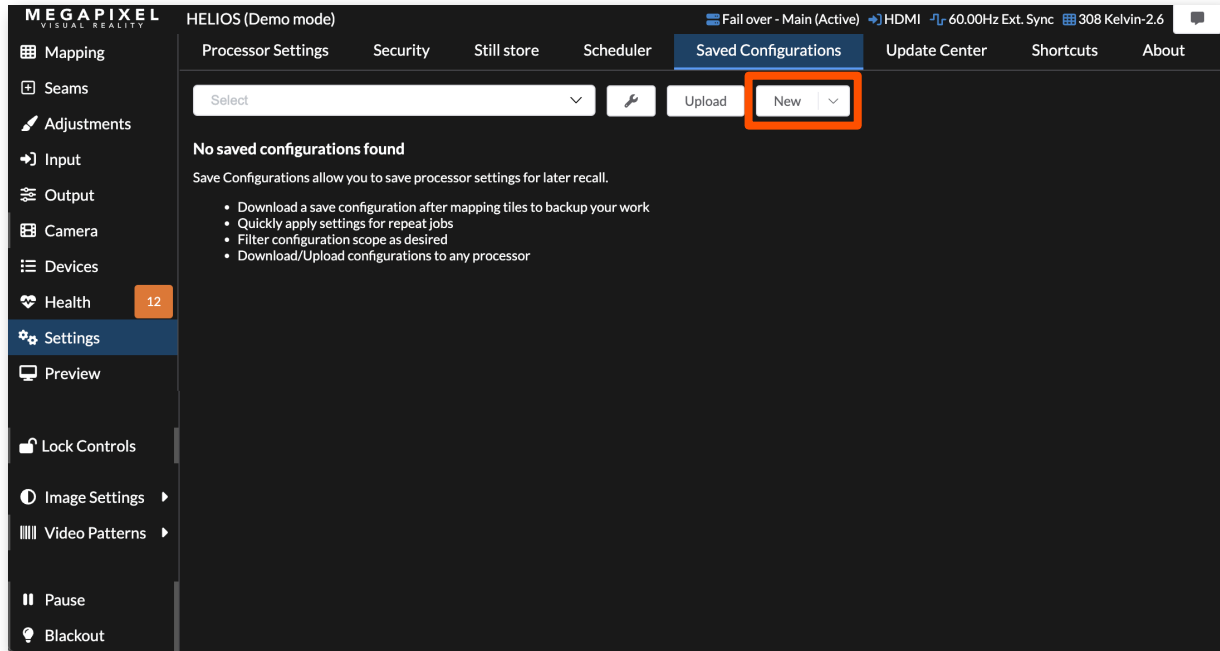 MEGAPIXEL
VISUAL REALITY
HELIOS (Demo mode)
Fail over - Main (Active) HDMI 60.00Hz Ext. Sync 308 Kelvin-2.6
Mapping
Seams
Adjustments
Input
Output
Camera
Devices
Health 12
Settings
Preview
Lock Controls
Image Settings
Video Patterns
Pause
Blackout
Processor Settings Security Still store Scheduler Saved Configurations Update Center Shortcuts About
Select Upload New
No saved configurations found
Save Configurations allow you to save processor settings for later recall.
• Download a save configuration after mapping tiles to backup your work
• Quickly apply settings for repeat jobs
• Filter configuration scope as desired
• Download/Upload configurations to any processor